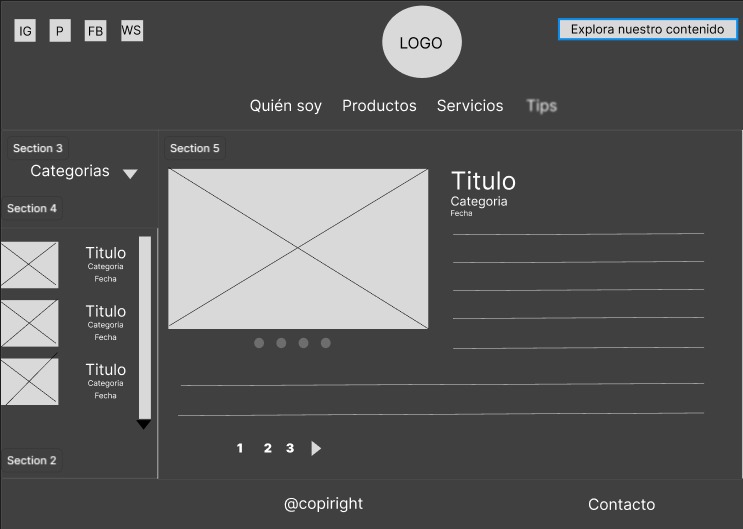 IG P FB WS
LOGO
Explora nuestro contenido
Quién soy Productos Servicios Tips
Section 3
Categorias
Section 4
Titulo
Categoria
Fecha
Titulo
Categoria
Fecha
Titulo
Categoria
Fecha
Section 2
Section 5
Titulo
Categoria
Fecha
1 2 3
@copiright
Contacto